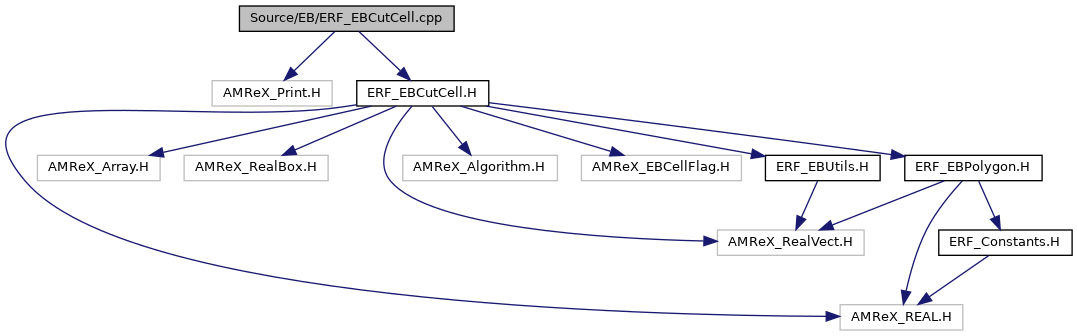 Source/EB/ERF_EBCutCell.cpp
AMReX_Print.H
ERF_EBCutCell.H
AMReX_Array.H
AMReX_RealBox.H
AMReX_Algorithm.H
AMReX_EBCellFlag.H
ERF_EBUtils.H
ERF_EBPolygon.H
AMReX_RealVect.H
ERF_Constants.H
AMReX_REAL.H